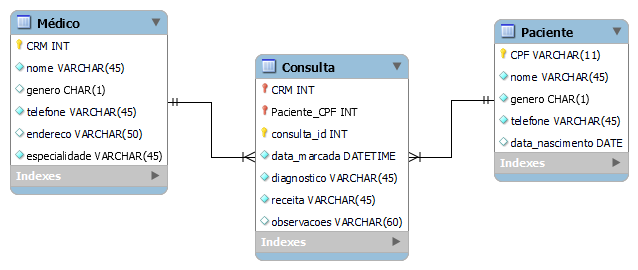 Médico
CRM INT
nome VARCHAR(45)
genero CHAR(1)
telefone VARCHAR(45)
endereco VARCHAR(50)
especialidade VARCHAR(45)
Indexes
Consulta
CRM INT
Paciente_CPF INT
consulta_id INT
data_marcada DATETIME
diagnostico VARCHAR(45)
receita VARCHAR(45)
observacoes VARCHAR(60)
Indexes
Paciente
CPF VARCHAR(11)
nome VARCHAR(45)
genero CHAR(1)
telefone VARCHAR(45)
data_nascimento DATE
Indexes